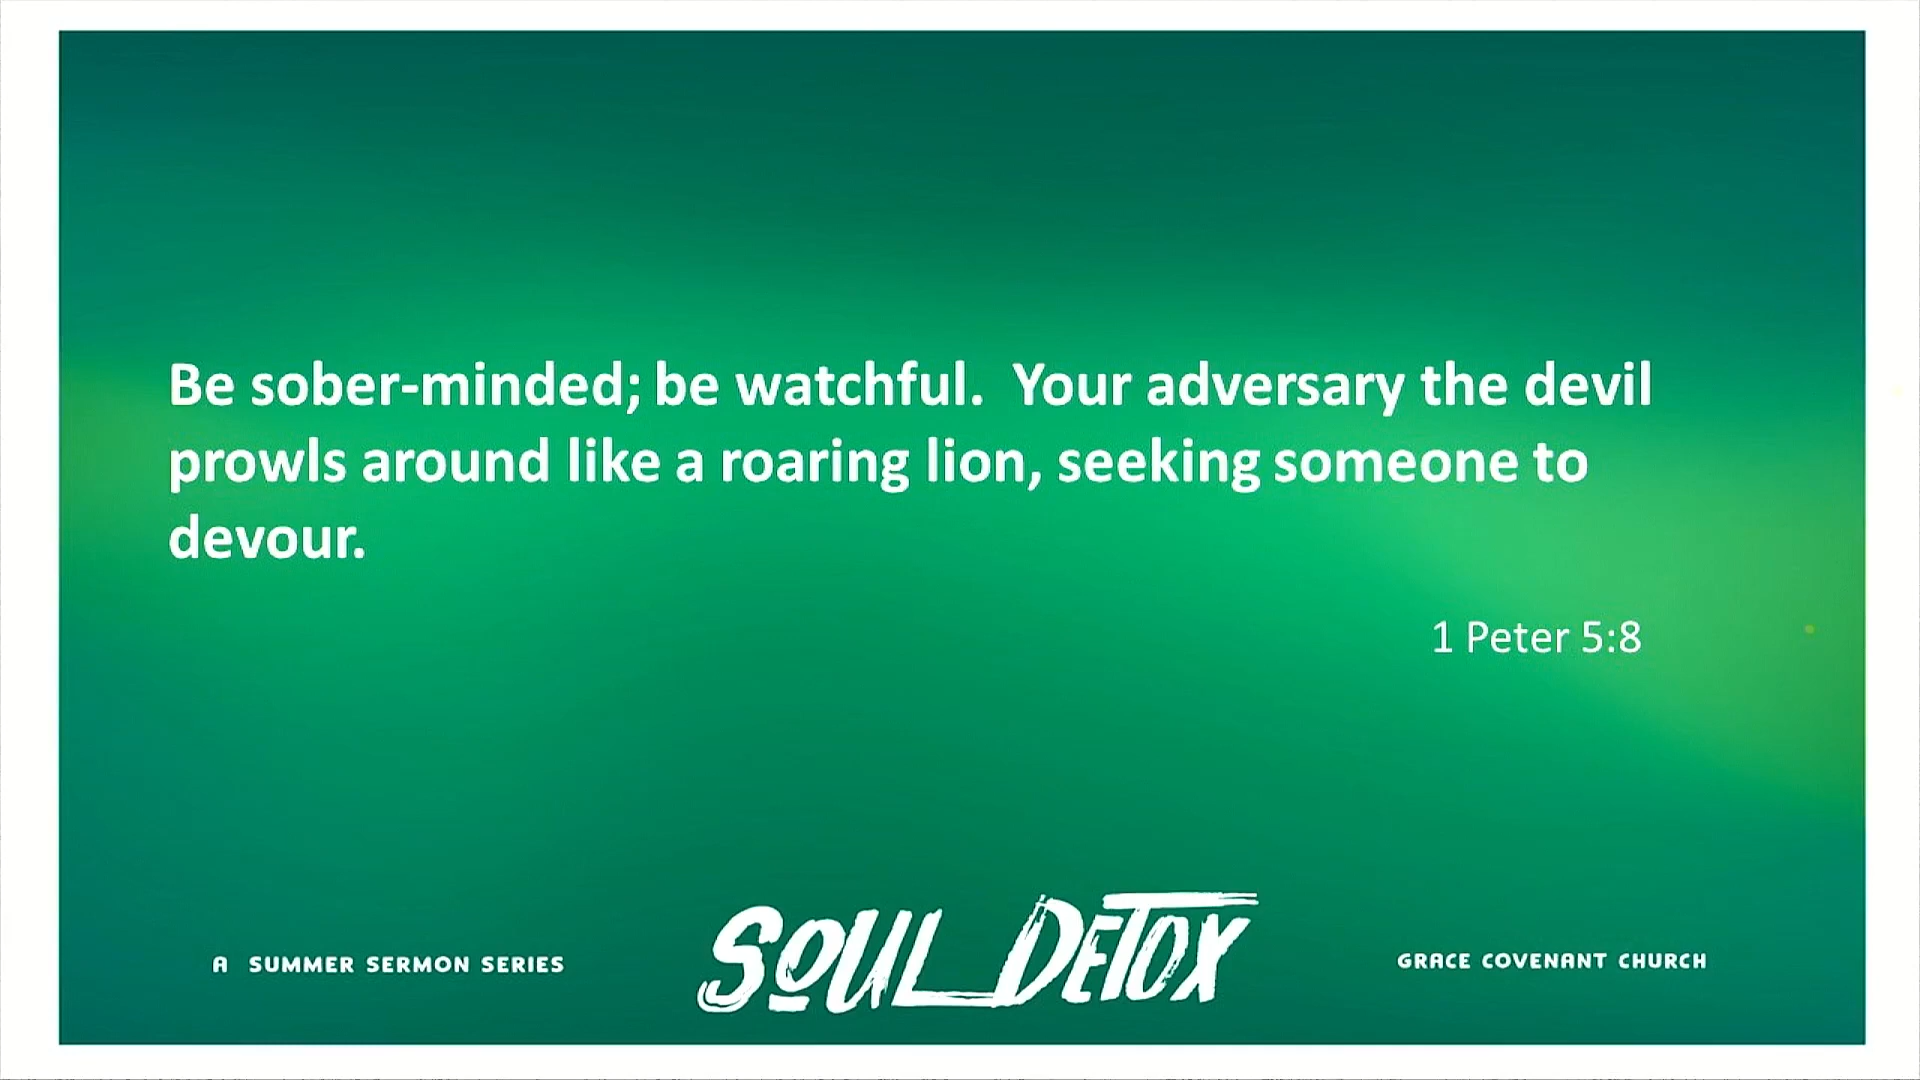 Be sober-minded; be watchful.  Your adversary the devil
prowls around like a roaring lion, seeking someone to
devour.
1 Peter 5:8
A  SUMMER SERMON SERIES
SOUL DETOX
GRACE COVENANT CHURCH